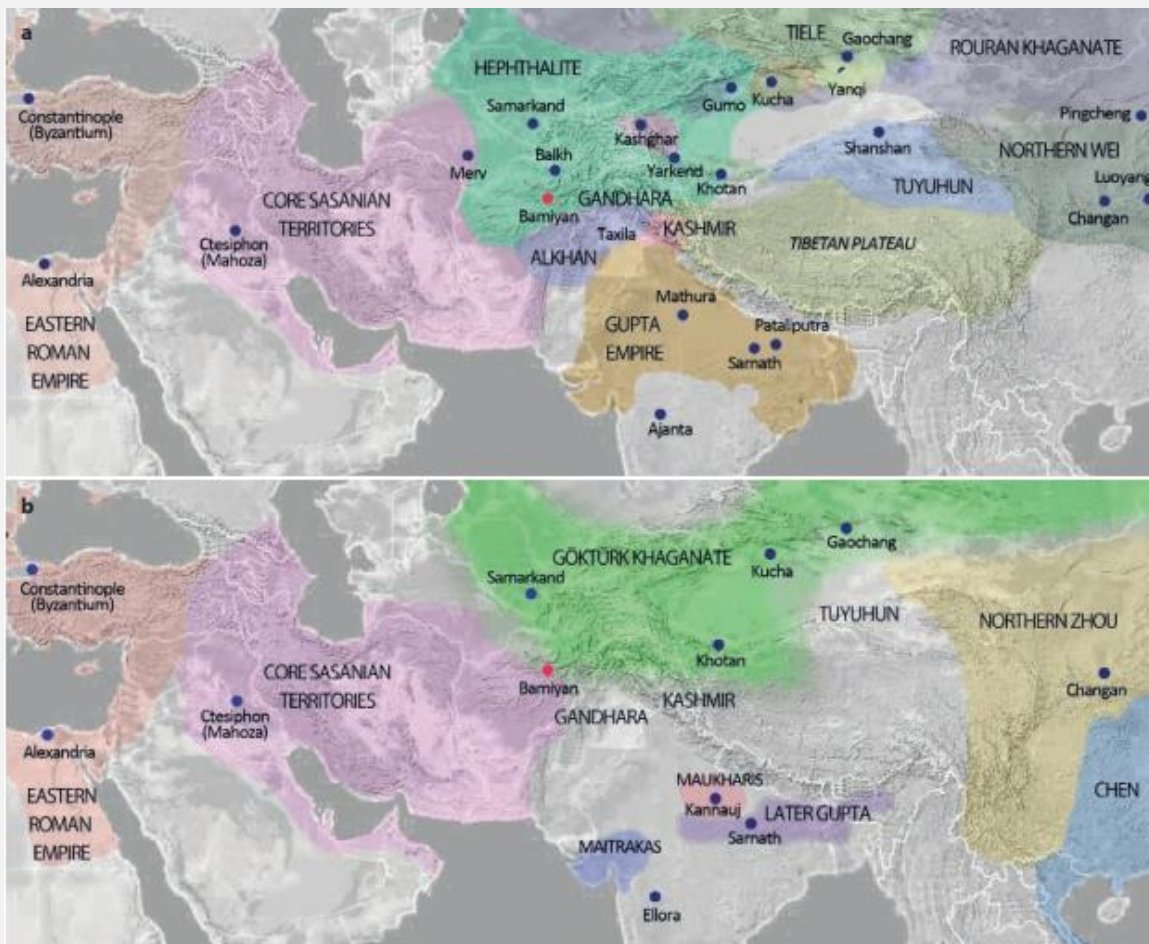 a
TIELE
Gaochang
ROURAN KHAGANATE
HEPHTHALITE
Constantinople
(Byzantium)
Samarkand
Gumo
Kucha
Yanqi
Pingcheng
Kashghar
Shanshan
NORTHERN WEI
Merv
Balkh
Yarkend
Khotan
TUYUHUN
Luoyang
Changan
CORE SASANIAN
TERRITORIES
Bamiyan
GANDHARA
Ctesiphon
(Mahoza)
Taxila
KASHMIR
TIBETAN PLATEAU
ALKHAN
Alexandria
EASTERN
ROMAN
EMPIRE
Mathura
GUPTA
EMPIRE
Pataliputra
Sarnath
Ajanta
b
GÖKTÜRK KHAGANATE
Gaochang
Kucha
Constantinople
(Byzantium)
Samarkand
TUYUHUN
NORTHERN ZHOU
Khotan
CORE SASANIAN
TERRITORIES
Bamiyan
KASHMIR
Changan
GANDHARA
Ctesiphon
(Mahoza)
Alexandria
EASTERN
ROMAN
EMPIRE
MAUKHARIS
Kannauj
LATER GUPTA
Sarnath
CHEN
MAITRAKAS
Ellora